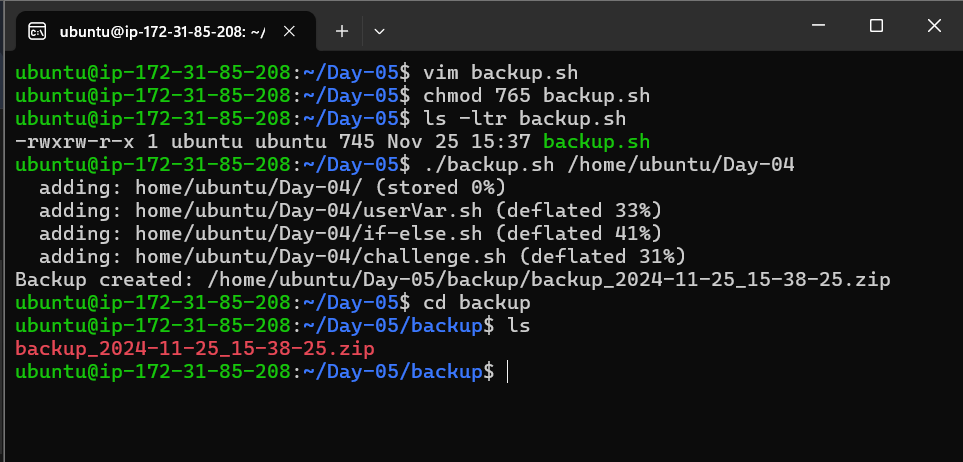 ubuntu@ip-172-31-85-208: ~/
ubuntu@ip-172-31-85-208:~/Day-05$ vim backup.sh
ubuntu@ip-172-31-85-208:~/Day-05$ chmod 765 backup.sh
ubuntu@ip-172-31-85-208:~/Day-05$ ls -ltr backup.sh
-rwxrw-r-x 1 ubuntu ubuntu 745 Nov 25 15:37 backup.sh
ubuntu@ip-172-31-85-208:~/Day-05$ ./backup.sh /home/ubuntu/Day-04
  adding: home/ubuntu/Day-04/ (stored 0%)
  adding: home/ubuntu/Day-04/userVar.sh (deflated 33%)
  adding: home/ubuntu/Day-04/if-else.sh (deflated 41%)
  adding: home/ubuntu/Day-04/challenge.sh (deflated 31%)
Backup created: /home/ubuntu/Day-05/backup/backup_2024-11-25_15-38-25.zip
ubuntu@ip-172-31-85-208:~/Day-05$ cd backup
ubuntu@ip-172-31-85-208:~/Day-05/backup$ ls
backup_2024-11-25_15-38-25.zip
ubuntu@ip-172-31-85-208:~/Day-05/backup$